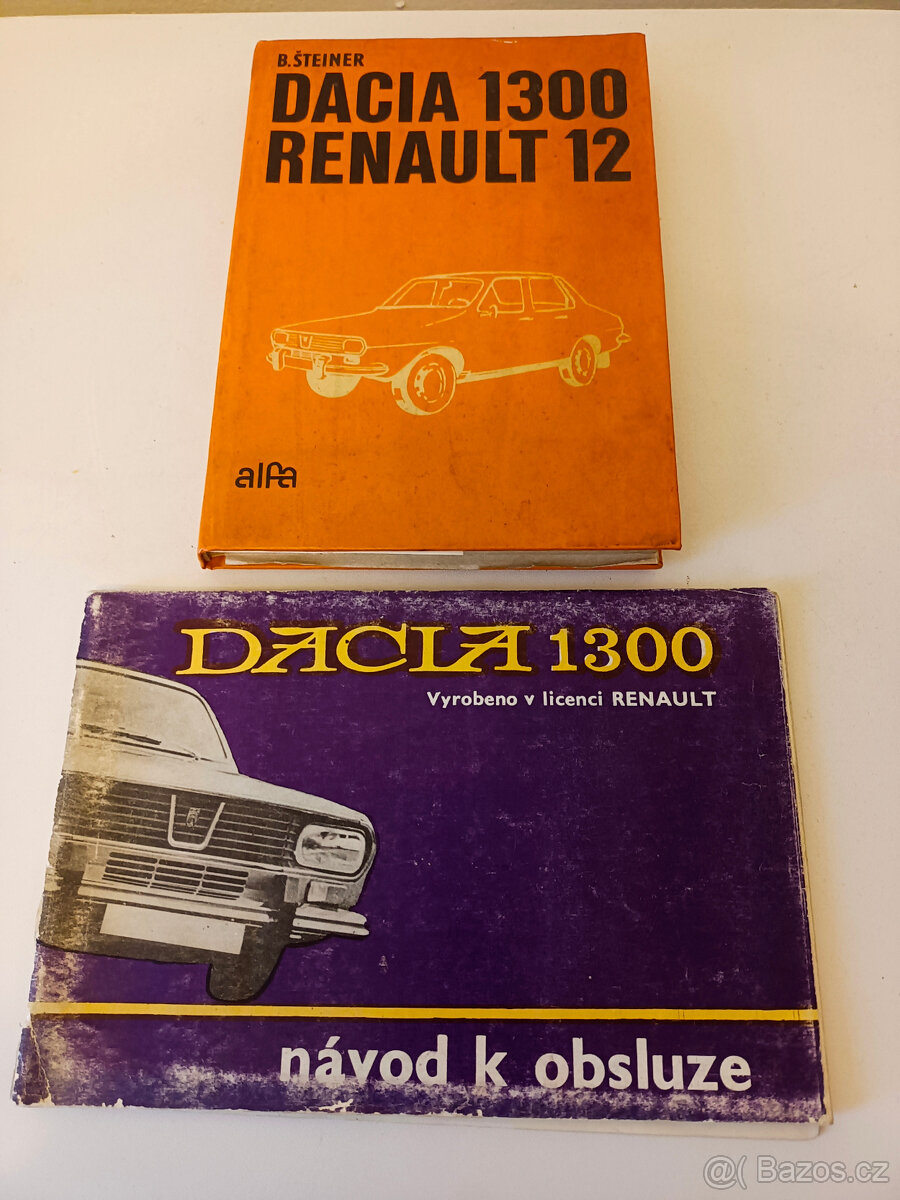 B. ŠTEINER
DACIA 1300
RENAULT 12
alfa
DACIA 1300
Vyrobeno v licenci RENAULT
návod k obsluze
@( Bazos.cz